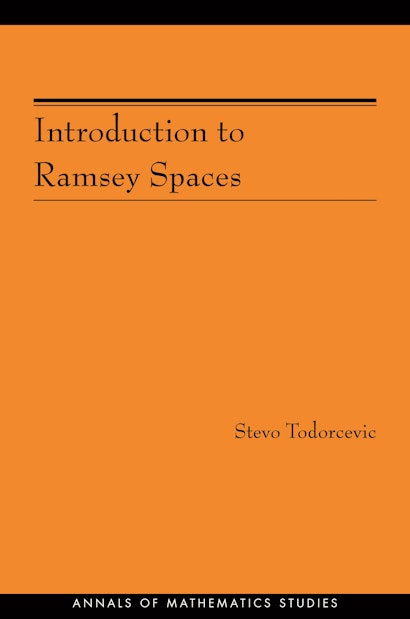 Introduction to
Ramsey Spaces
Stevo Todorcevic
ANNALS OF MATHEMATICS STUDIES